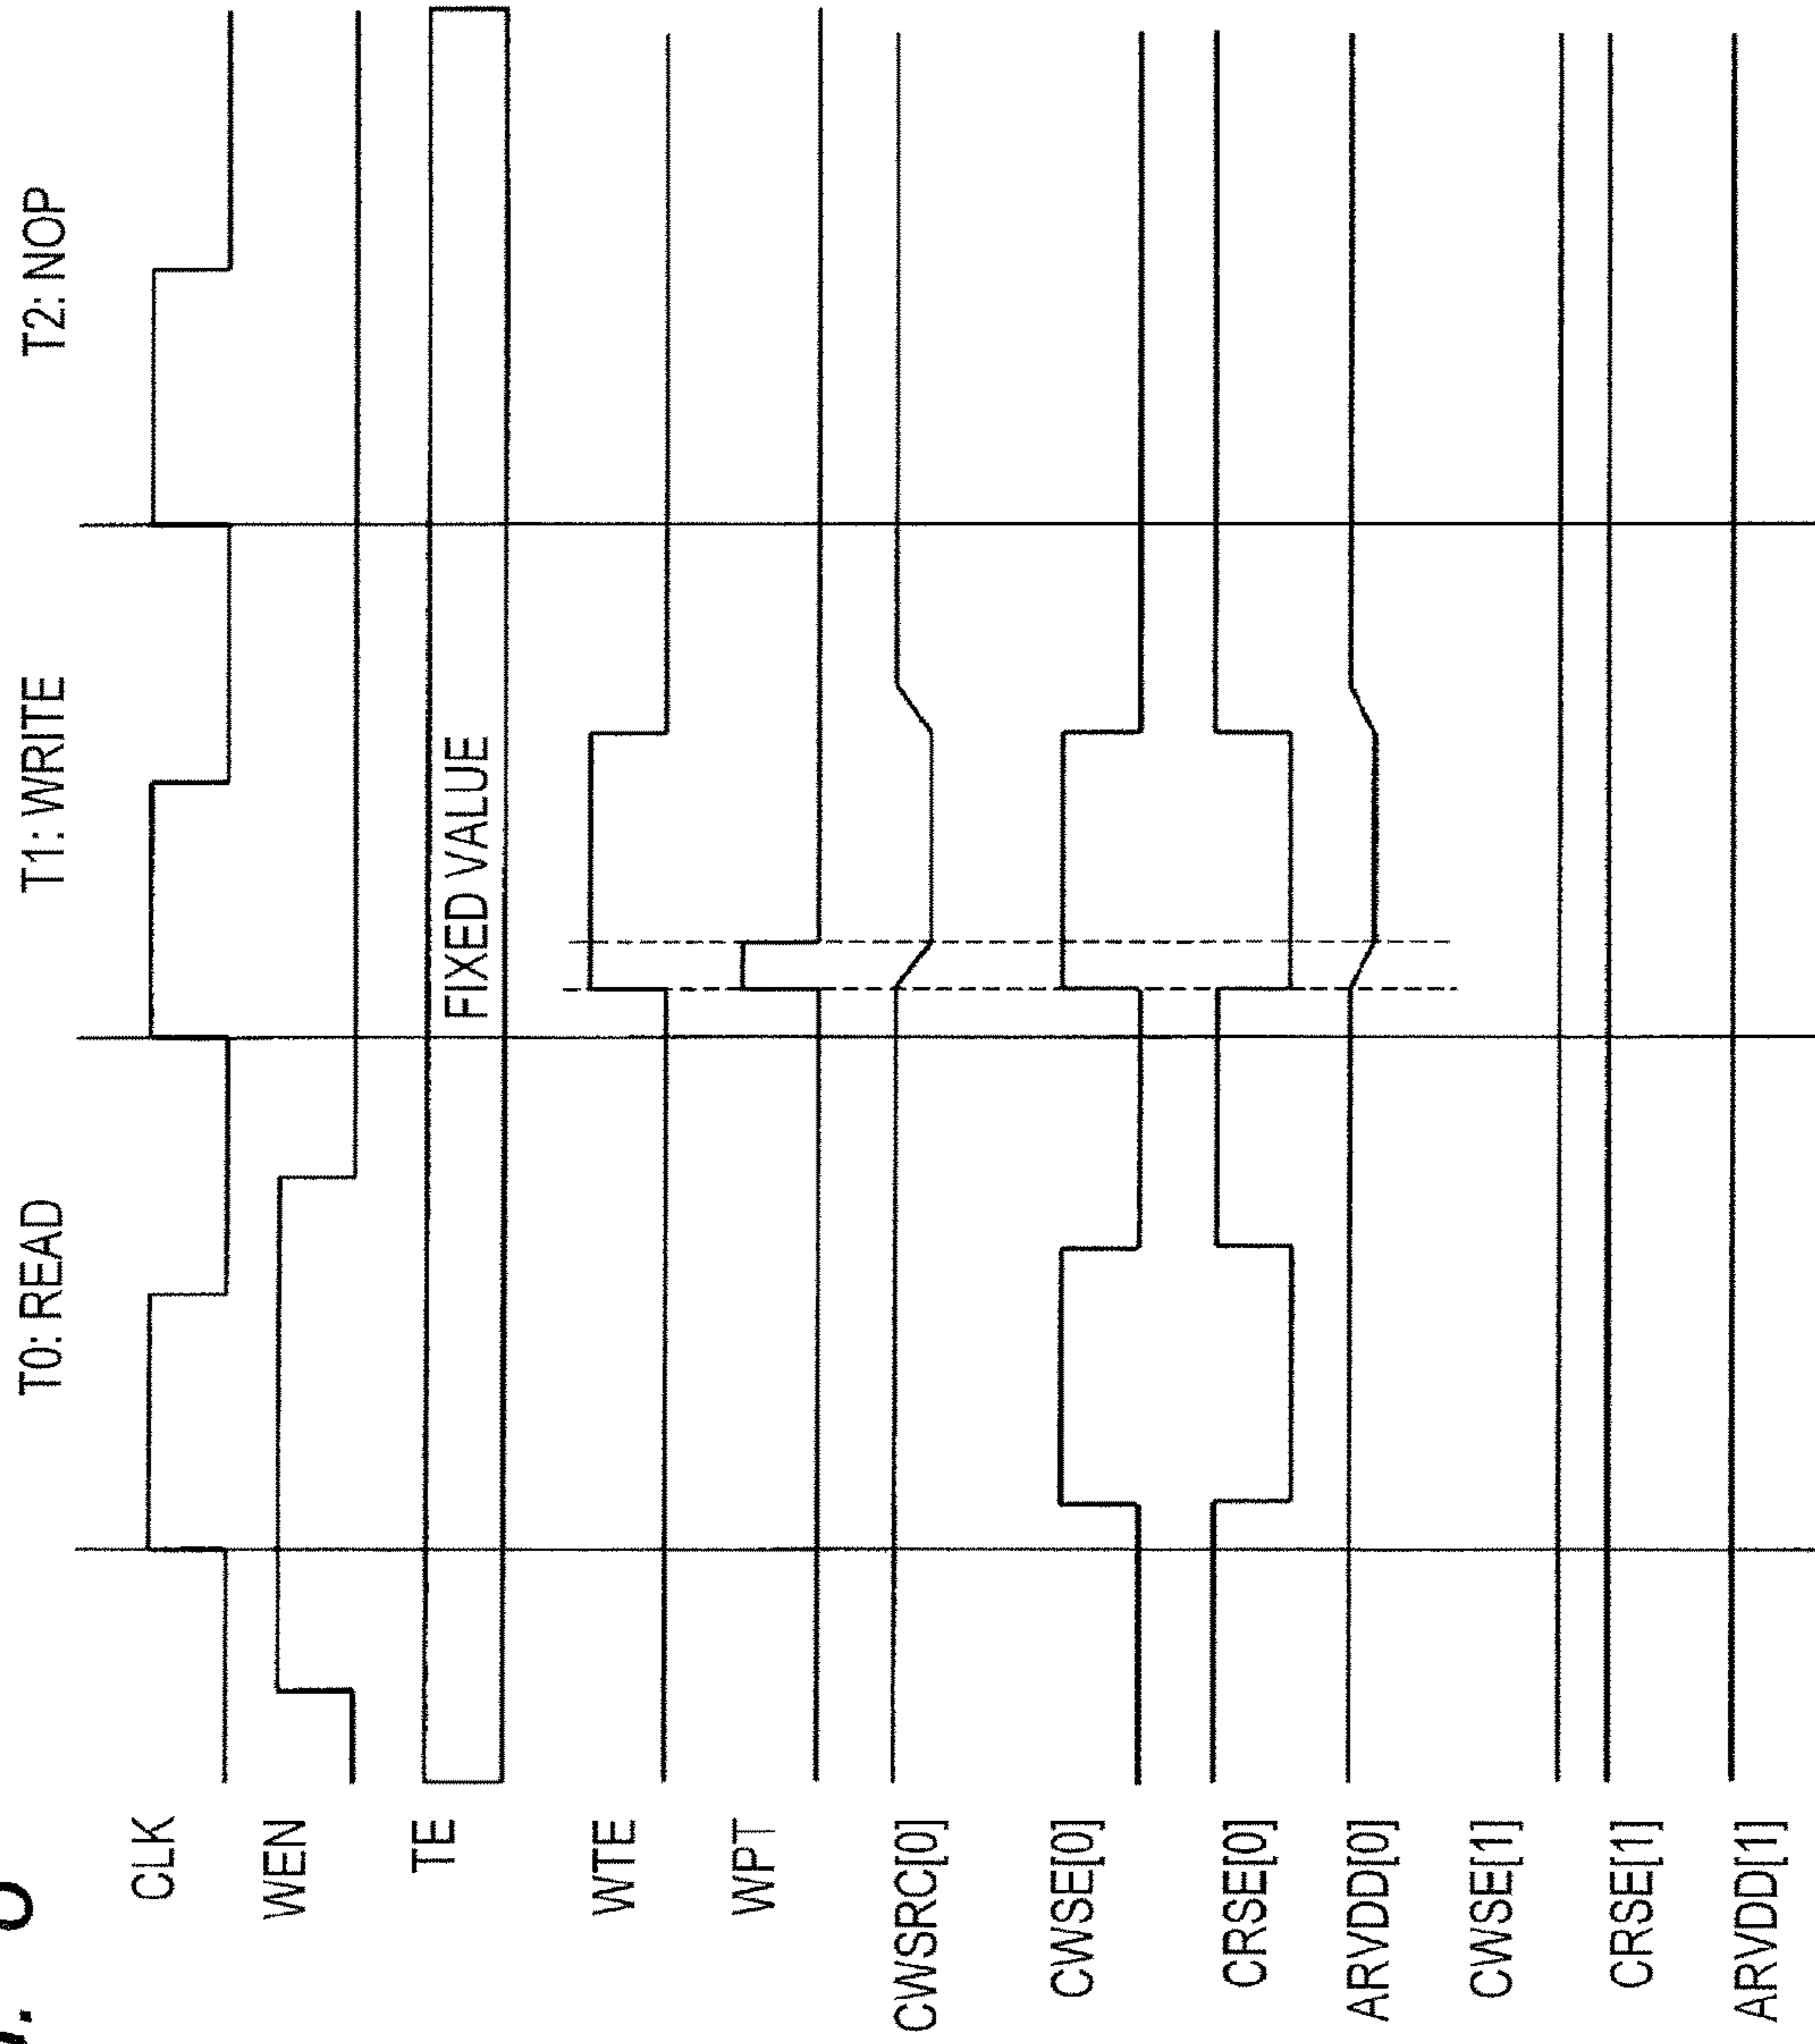 T0: READ
T1: WRITE
T2: NOP
CLK
WEN
TE
FIXED VALUE
WTE
WPT
CWSRC[0]
CWSE[0]
CRSE[0]
ARVDD[0]
CWSE[1]
CRSE[1]
ARVDD[1]